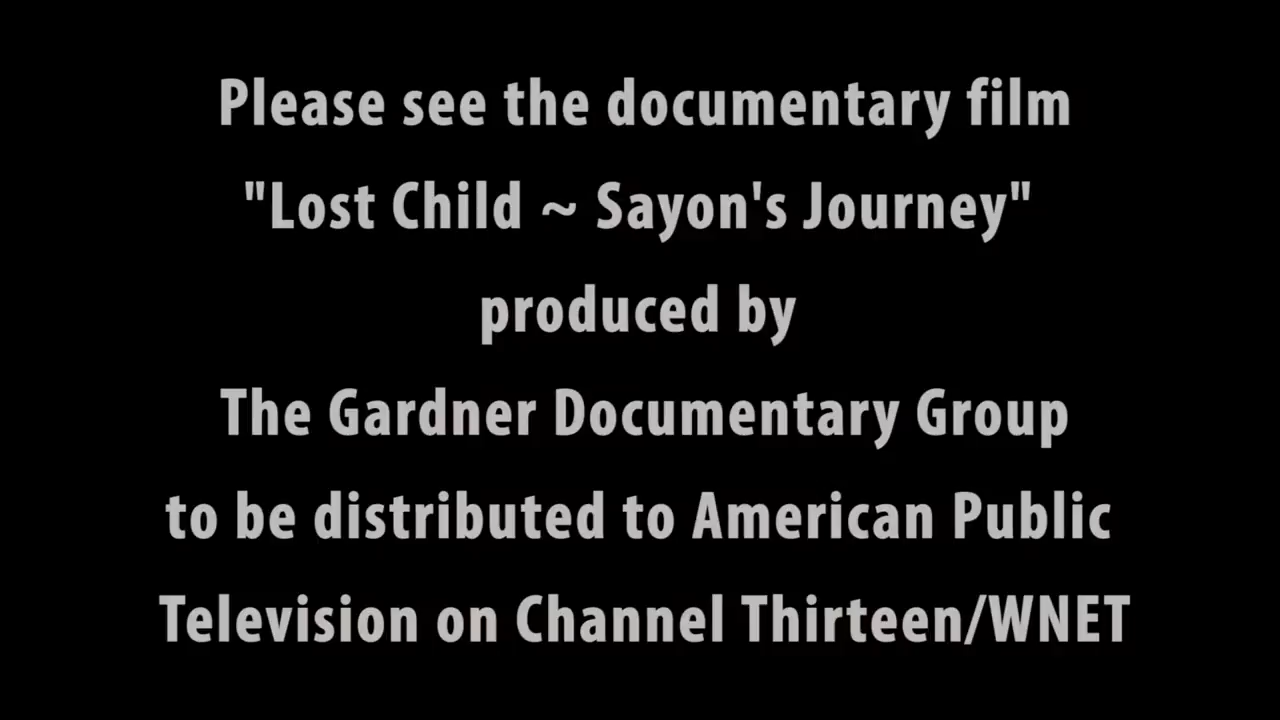 Please see the documentary film
"Lost Child ~ Sayon's Journey"
produced by
The Gardner Documentary Group
to be distributed to American Public
Television on Channel Thirteen/WNET